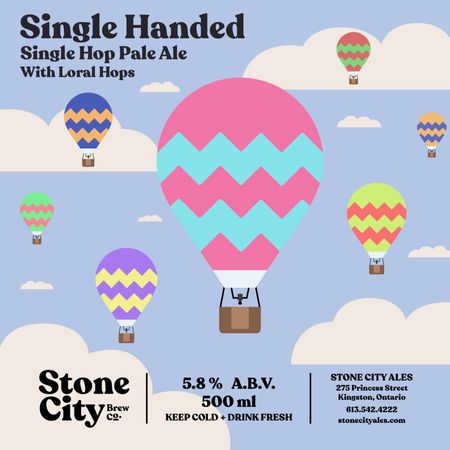 Single Handed
Single Hop Pale Ale
With Loral Hops
Stone
City Brew Co.
5.8 % A.B.V.
500 ml
KEEP COLD + DRINK FRESH
STONE CITY ALES
275 Princess Street
Kingston, Ontario
613.542.4222
stonecityales.com